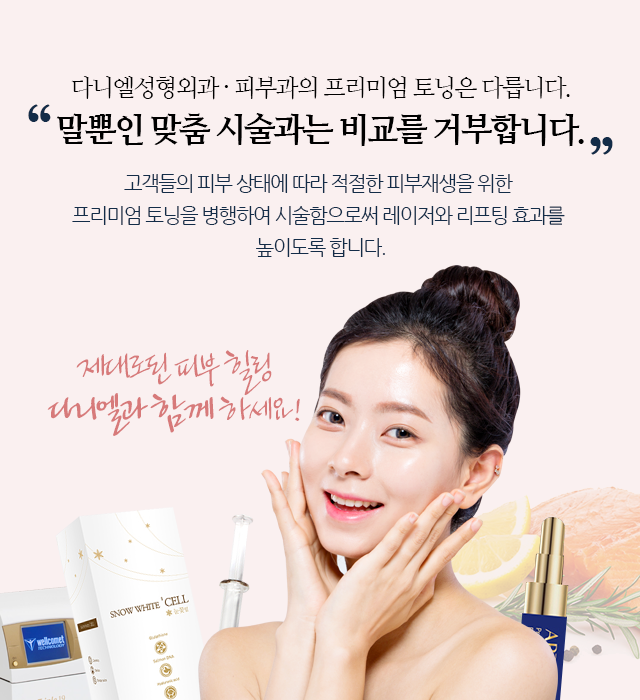 다니엘성형외과 · 피부과의 프리미엄 토닝은 다릅니다.
“ 말뿐인 맞춤 시술과는 비교를 거부합니다. ”
고객들의 피부 상태에 따라 적절한 피부재생을 위한
프리미엄 토닝을 병행하여 시술함으로써 레이저와 리프팅 효과를
높이도록 합니다.
제대로된 피부 힐링
다니엘과 함께 하세요!
SNOW WHITE 'CELL
wellcomet
TECHNOLOGY